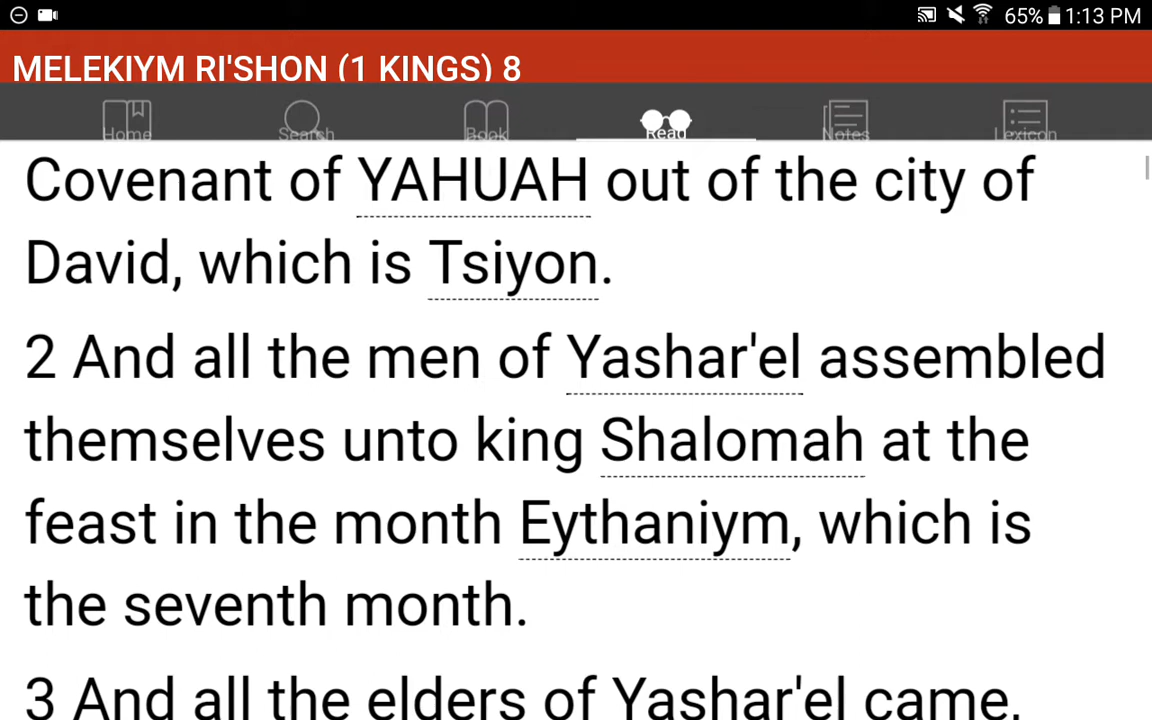 65% 1:13 PM
MELEKIYM RI'SHON (1 KINGS) 8
Home Search Book Read Notes Lexicon
Covenant of YAHUAH out of the city of
David, which is Tsiyon.
2 And all the men of Yashar'el assembled
themselves unto king Shalomah at the
feast in the month Eythaniym, which is
the seventh month.
3 And all the elders of Yashar'el came,